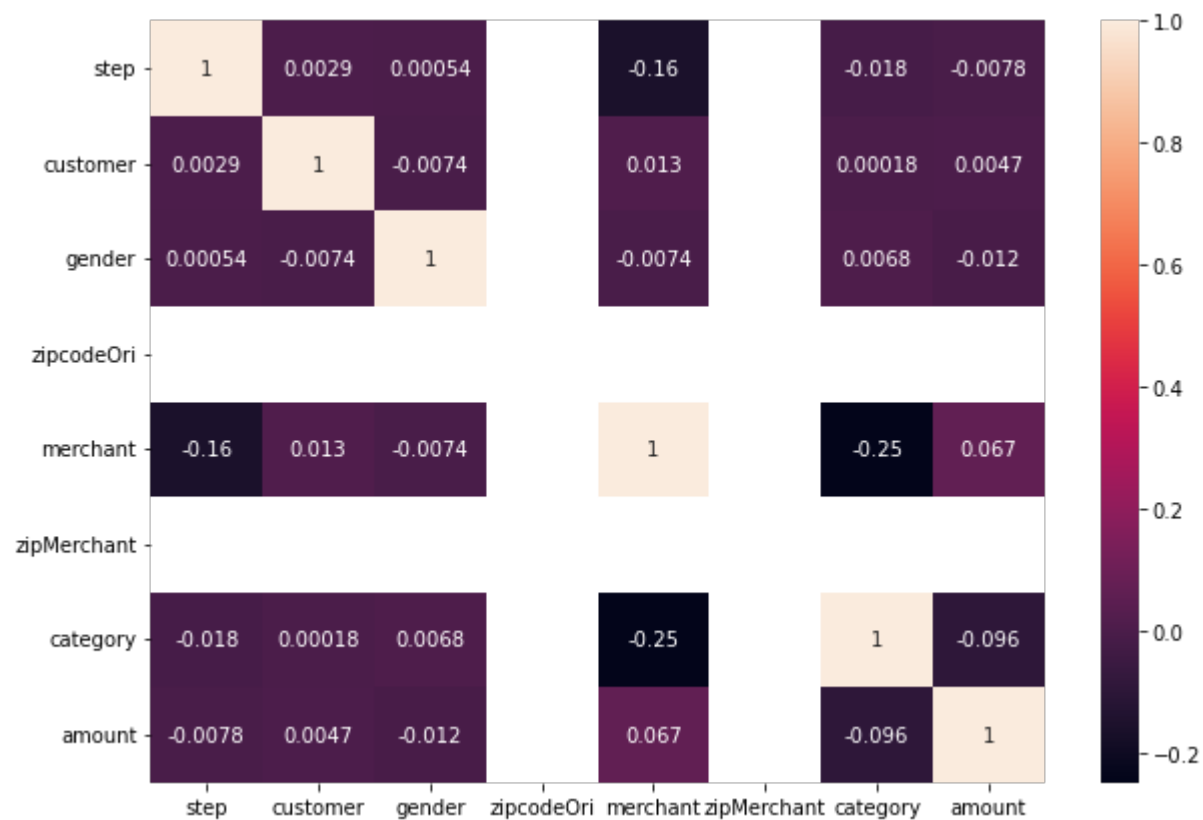 step 1 0.0029 0.00054 -0.16 -0.018 -0.0078
customer 0.0029 1 -0.0074 0.013 0.00018 0.0047
gender 0.00054 -0.0074 1 -0.0074 0.0068 -0.012
zipcodeOri
merchant -0.16 0.013 -0.0074 1 -0.25 0.067
zipMerchant
category -0.018 0.00018 0.0068 -0.25 1 -0.096
amount -0.0078 0.0047 -0.012 0.067 -0.096 1
step customer gender zipcodeOri merchant zipMerchant category amount
1.0
0.8
0.6
0.4
0.2
0.0
−0.2